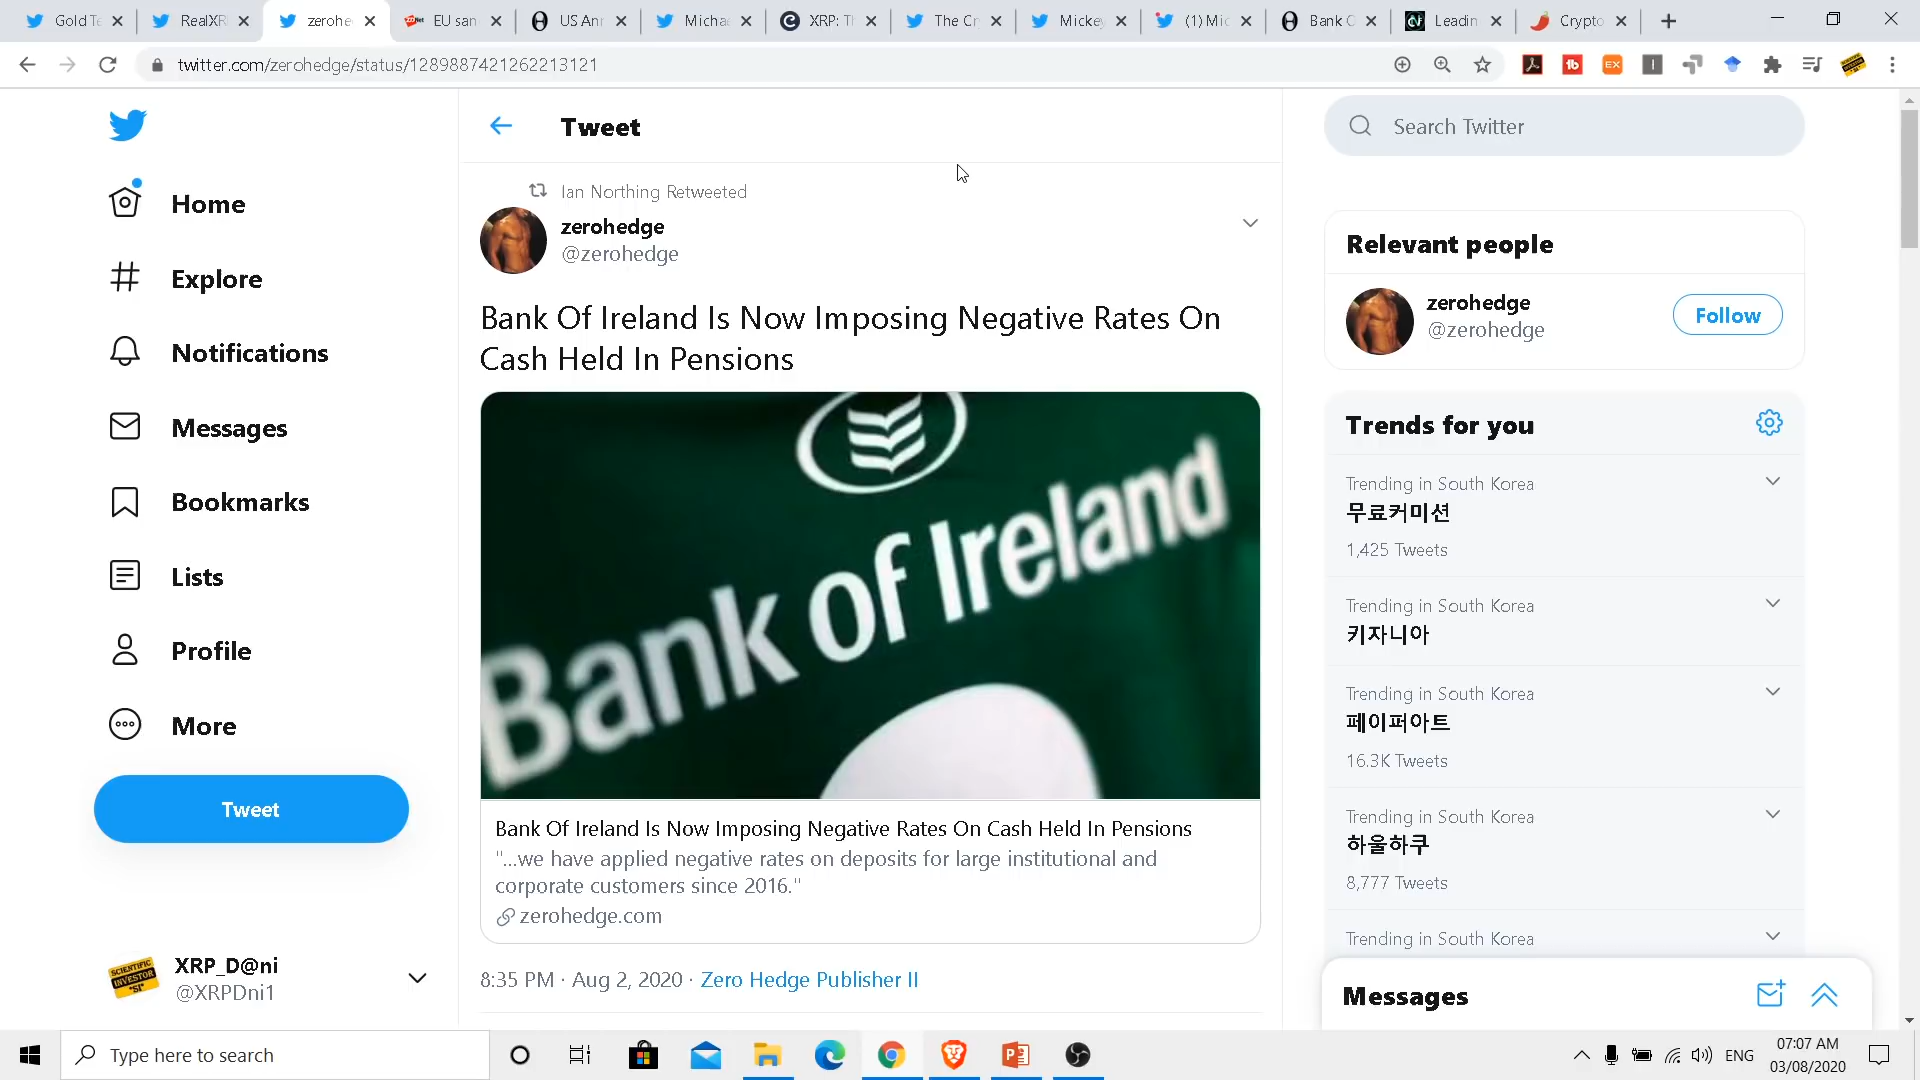 Gold Te
RealXR
zerohe
EU san
US Ann
Micha
XRP: Th
The Cr
Mickey
(1) Mic
Bank O
Leadin
Crypto
twitter.com/zerohedge/status/1289887421262213121
Home
Explore
Notifications
Messages
Bookmarks
Lists
Profile
More
Tweet
XRP_D@ni
@XRPDni1
SCIENTIFIC
INVESTOR
"SI"
Tweet
Ian Northing Retweeted
zerohedge
@zerohedge
Bank Of Ireland Is Now Imposing Negative Rates On
Cash Held In Pensions
Bank of Ireland
Bank Of Ireland Is Now Imposing Negative Rates On Cash Held In Pensions
"...we have applied negative rates on deposits for large institutional and
corporate customers since 2016."
zerohedge.com
8:35 PM · Aug 2, 2020 · Zero Hedge Publisher II
Search Twitter
Relevant people
zerohedge
@zerohedge
Follow
Trends for you
Trending in South Korea
무료커미션
1,425 Tweets
Trending in South Korea
키자니아
Trending in South Korea
페이퍼아트
16.3K Tweets
Trending in South Korea
하울하쿠
8,777 Tweets
Trending in South Korea
Messages
Type here to search
ENG
07:07 AM
03/08/2020